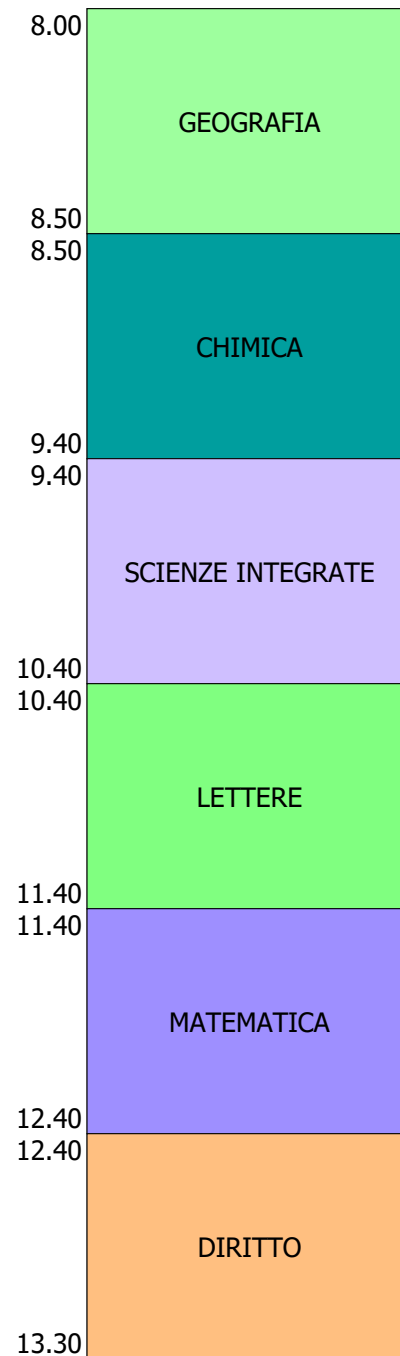 8.00
GEOGRAFIA
8.50
8.50
CHIMICA
9.40
9.40
SCIENZE INTEGRATE
10.40
10.40
LETTERE
11.40
11.40
MATEMATICA
12.40
12.40
DIRITTO
13.30